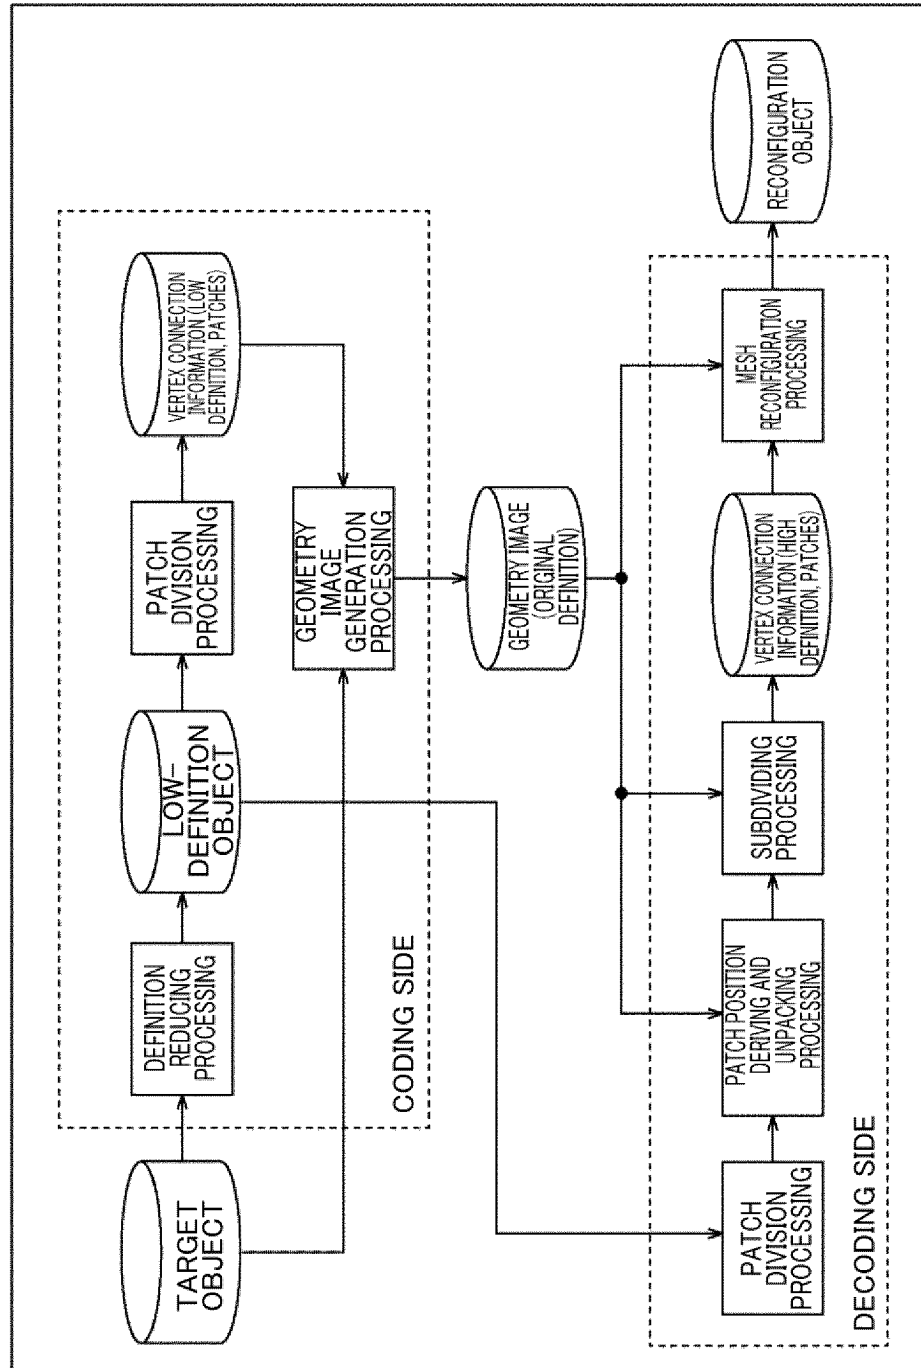 TARGET
OBJECT
DEFINITION
REDUCING
PROCESSING
LOW-
DEFINITION
OBJECT
PATCH
DIVISION
PROCESSING
VERTEX CONNECTION
INFORMATION (LOW
DEFINITION, PATCHES)
GEOMETRY
IMAGE
GENERATION
PROCESSING
CODING SIDE
GEOMETRY IMAGE
(ORIGINAL
DEFINITION)
PATCH
DIVISION
PROCESSING
PATCH POSITION
DERIVING AND
UNPACKING
PROCESSING
SUBDIVIDING
PROCESSING
VERTEX CONNECTION
INFORMATION (HIGH
DEFINITION, PATCHES)
MESH
RECONFIGURATION
PROCESSING
RECONFIGURATION
OBJECT
DECODING SIDE